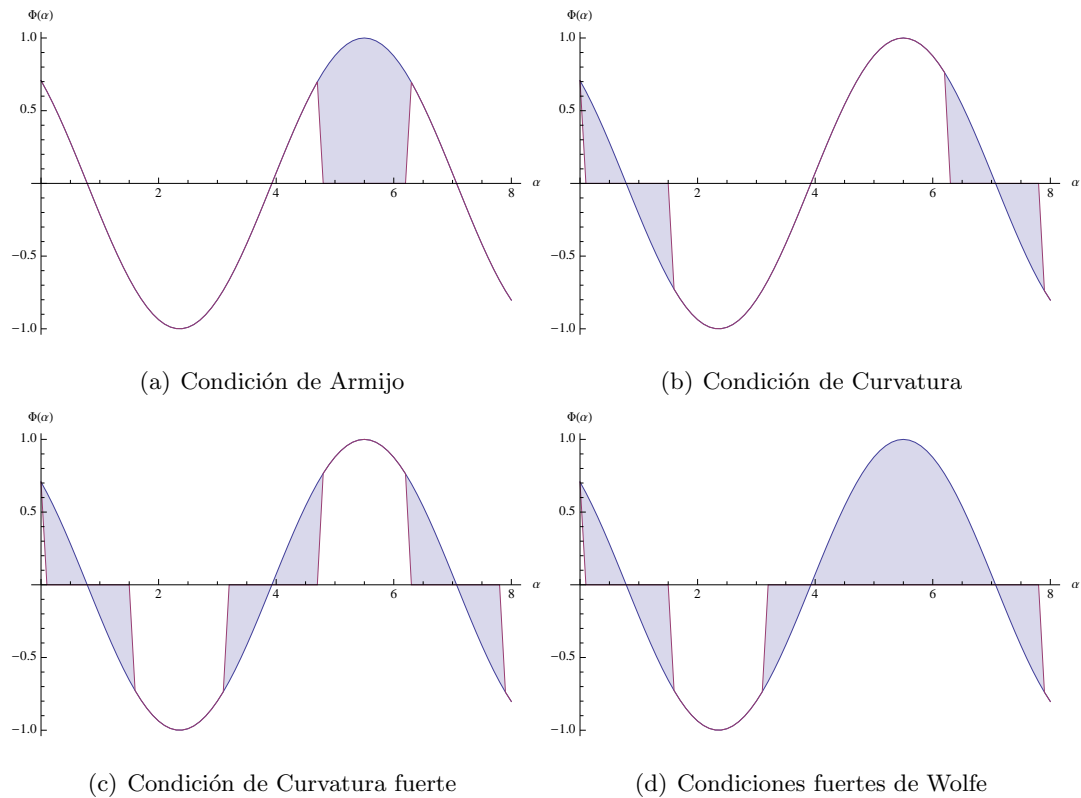 Φ(α)
1.0
0.5
2 4 6 8 α
−0.5
−1.0
(a) Condición de Armijo
Φ(α)
1.0
0.5
2 4 6 8 α
−0.5
−1.0
(b) Condición de Curvatura
Φ(α)
1.0
0.5
2 4 6 8 α
−0.5
−1.0
(c) Condición de Curvatura fuerte
Φ(α)
1.0
0.5
2 4 6 8 α
−0.5
−1.0
(d) Condiciones fuertes de Wolfe